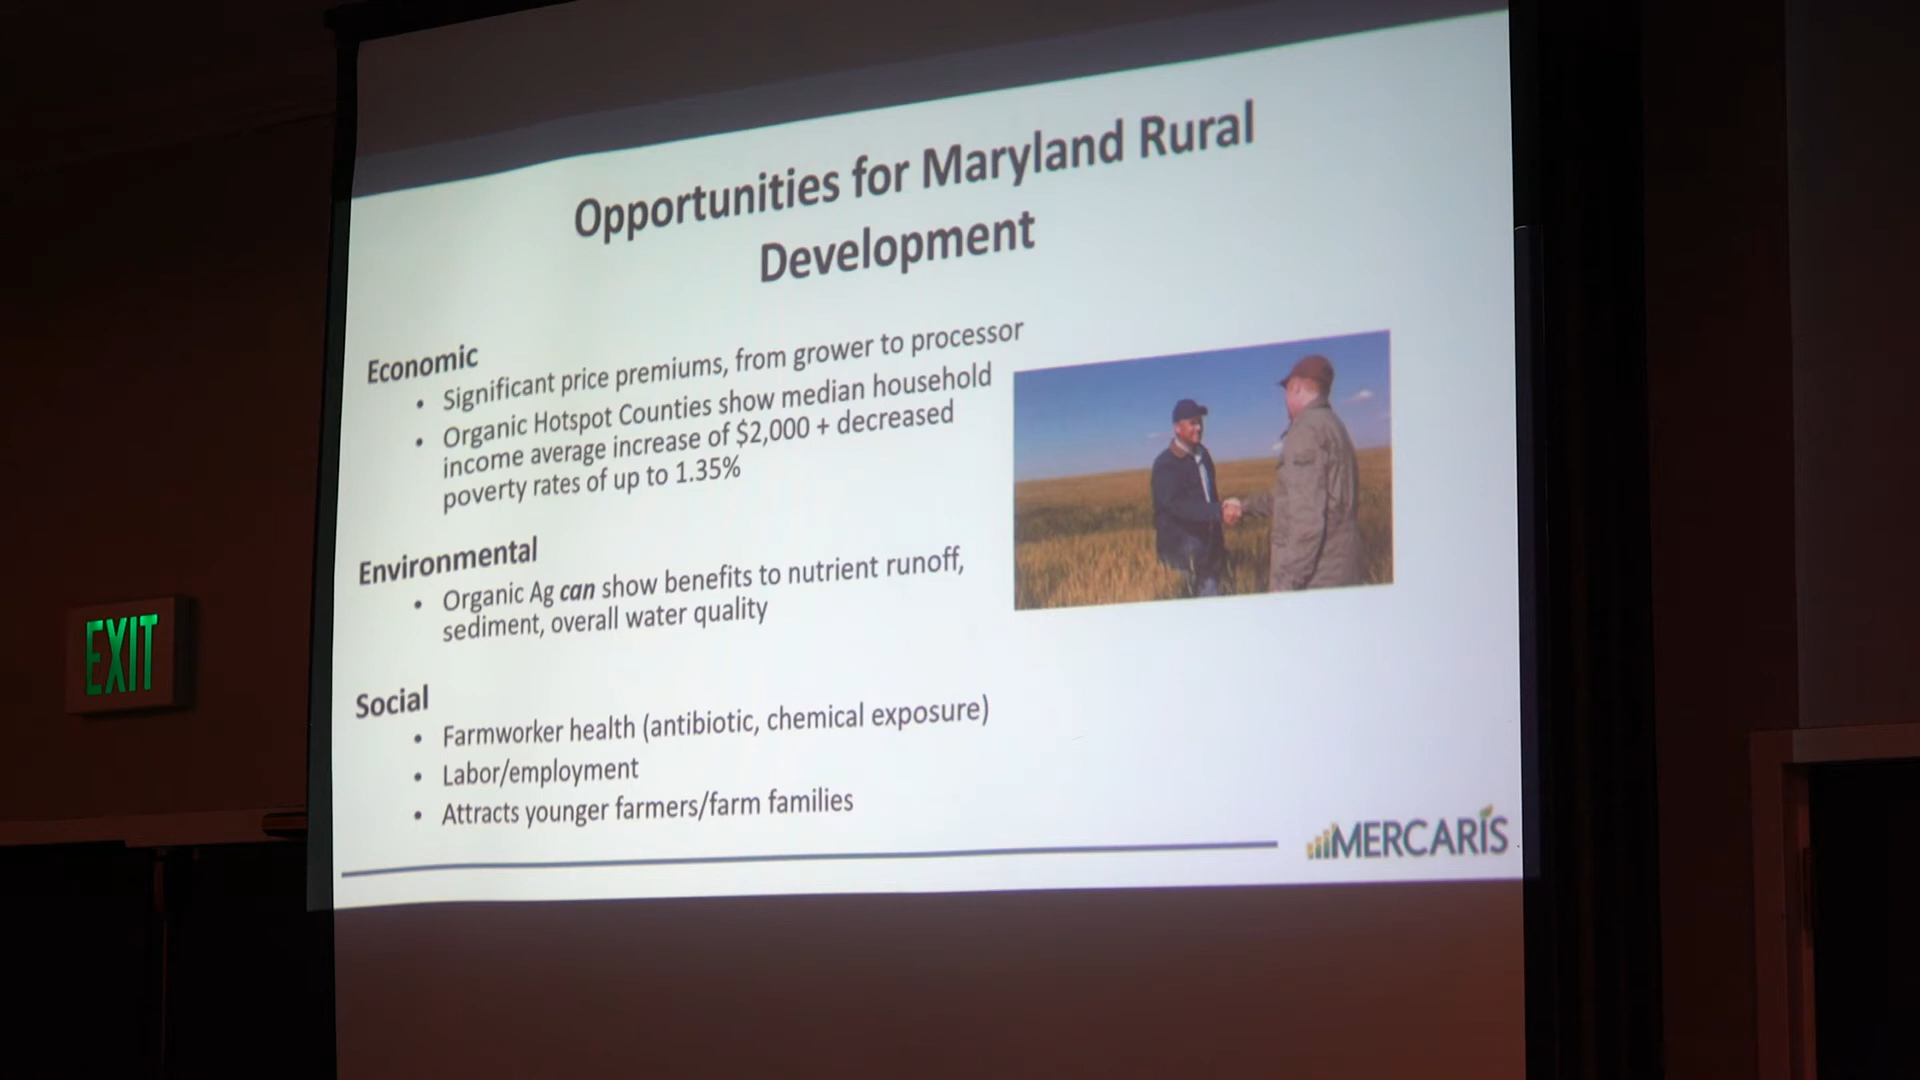 Opportunities for Maryland Rural
Development
Economic
• Significant price premiums, from grower to processor
• Organic Hotspot Counties show median household
income average increase of $2,000 + decreased
poverty rates of up to 1.35%
Environmental
• Organic Ag can show benefits to nutrient runoff,
sediment, overall water quality
Social
• Farmworker health (antibiotic, chemical exposure)
• Labor/employment
• Attracts younger farmers/farm families
MERCARIS
EXIT